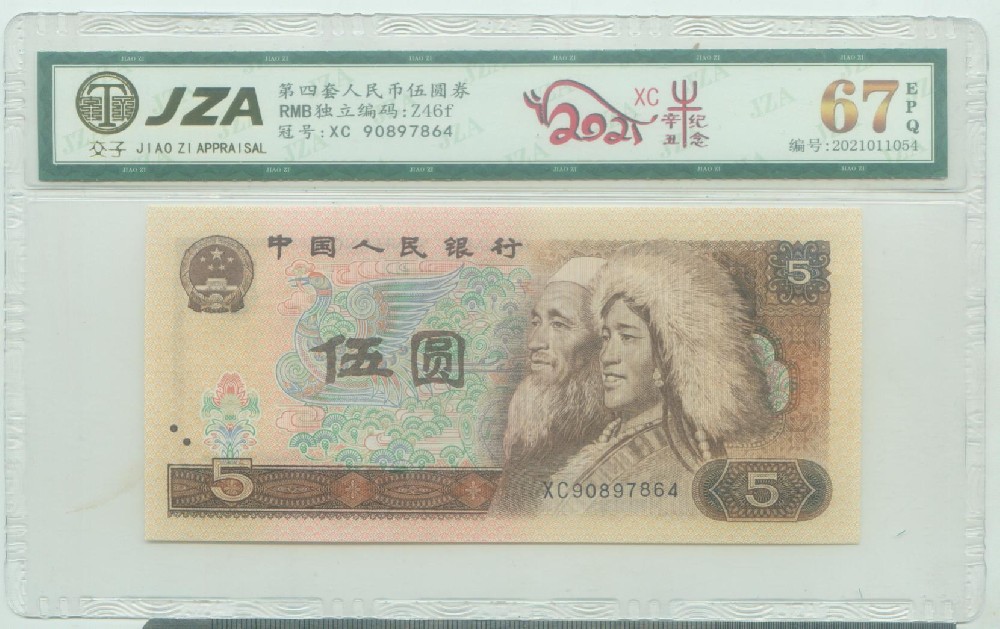 JZA
交子 JIAO ZI APPRAISAL
第四套人民币伍圆券
RMB独立编码:Z46f
冠号:XC 90897864
2021
XC
辛丑
纪念
67
EPQ
编号:2021011054
中国人民银行
5
伍圆
5
XC90897864
5